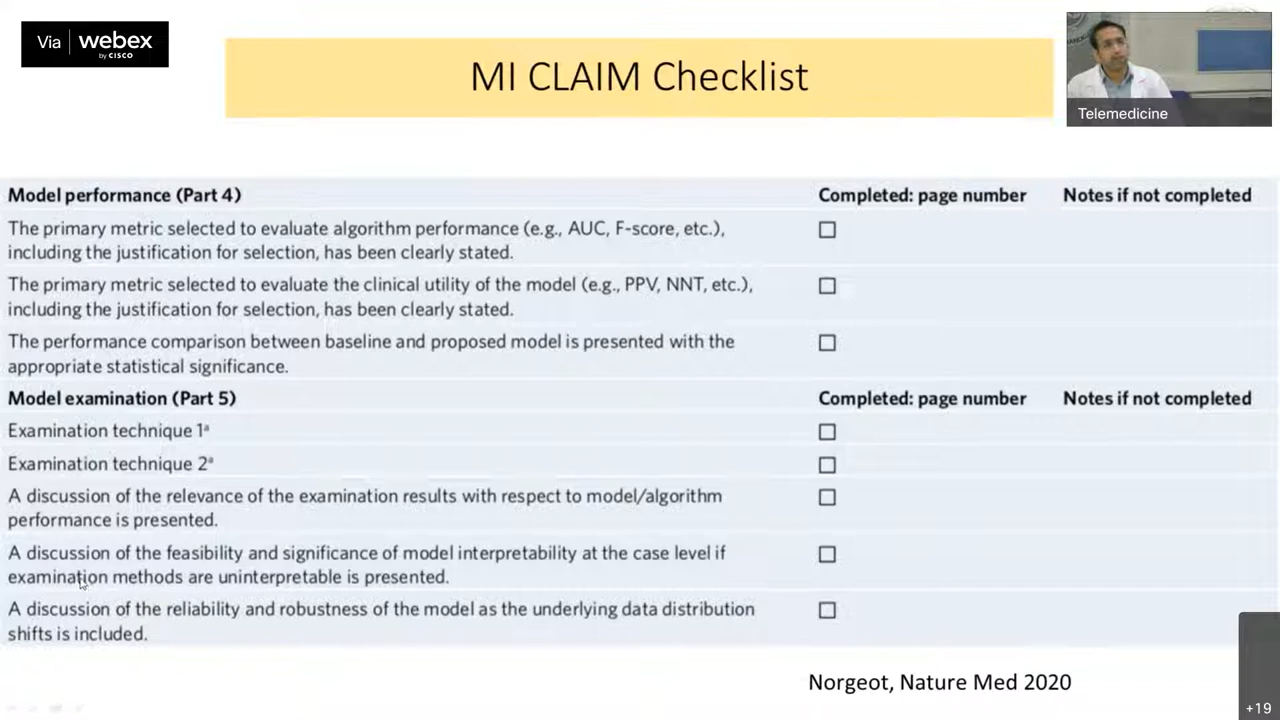 Via webex
by CISCO
MI CLAIM Checklist
Telemedicine
Model performance (Part 4) Completed: page number Notes if not completed
The primary metric selected to evaluate algorithm performance (e.g., AUC, F-score, etc.),
including the justification for selection, has been clearly stated.
The primary metric selected to evaluate the clinical utility of the model (e.g., PPV, NNT, etc.),
including the justification for selection, has been clearly stated.
The performance comparison between baseline and proposed model is presented with the
appropriate statistical significance.
Model examination (Part 5) Completed: page number Notes if not completed
Examination technique 1ᵃ
Examination technique 2ᵃ
A discussion of the relevance of the examination results with respect to model/algorithm
performance is presented.
A discussion of the feasibility and significance of model interpretability at the case level if
examination methods are uninterpretable is presented.
A discussion of the reliability and robustness of the model as the underlying data distribution
shifts is included.
Norgeot, Nature Med 2020
+19